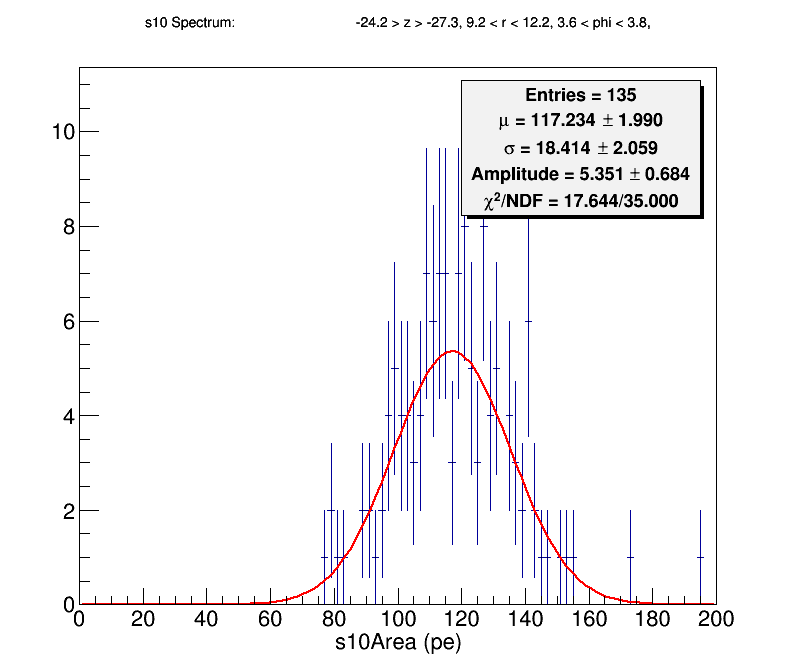 s10 Spectrum: -24.2 > z > -27.3, 9.2 < r < 12.2, 3.6 < phi < 3.8,
Entries = 135
μ = 117.234 ± 1.990
σ = 18.414 ± 2.059
Amplitude = 5.351 ± 0.684
χ²/NDF = 17.644/35.000
10
8
6
4
2
0
0 20 40 60 80 100 120 140 160 180 200
s10Area (pe)